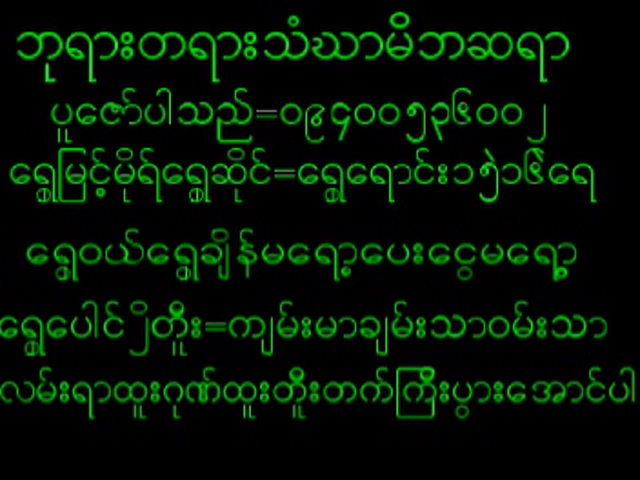 ဘုရားတရားသံဃာမိဘဆရာ
ပူဇော်ပါသည်=၀၉၄၀၀၅၃၆၀၀၂
ရွှေမြင့်မိုရ်ရွှေဆိုင်=ရွှေရောင်း၁၅ဲ၁၆ဲရေ
ရွှေဝယ်ရွှေချိန်မရော့ပေးငွေမရော့
ရွှေပေါင်၂ိတိူး=ကျမ်းမာချမ်းသာဝမ်းသာ
လမ်းရာထူးဂုဏ်ထူးတိူးတက်ကြီးပွားအောင်ပါ